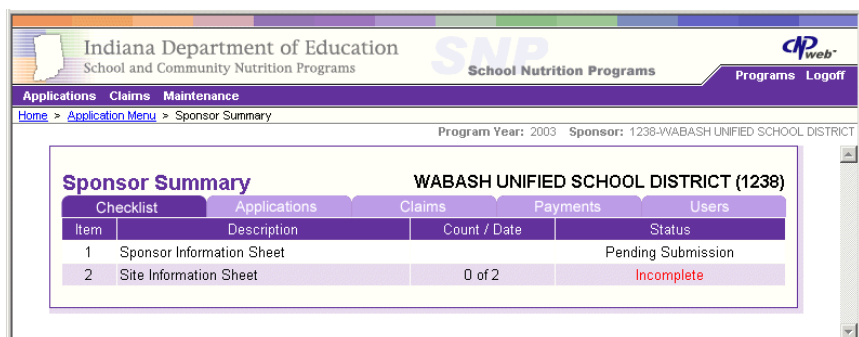 Indiana Department of Education
School and Community Nutrition Programs
SNP
School Nutrition Programs
CNPweb
Programs Logoff
Applications Claims Maintenance
Home > Application Menu > Sponsor Summary
Program Year: 2003 Sponsor: 1238-WABASH UNIFIED SCHOOL DISTRICT
Sponsor Summary WABASH UNIFIED SCHOOL DISTRICT (1238)
Checklist Applications Claims Payments Users
Item Description Count / Date Status
1 Sponsor Information Sheet Pending Submission
2 Site Information Sheet 0 of 2 Incomplete